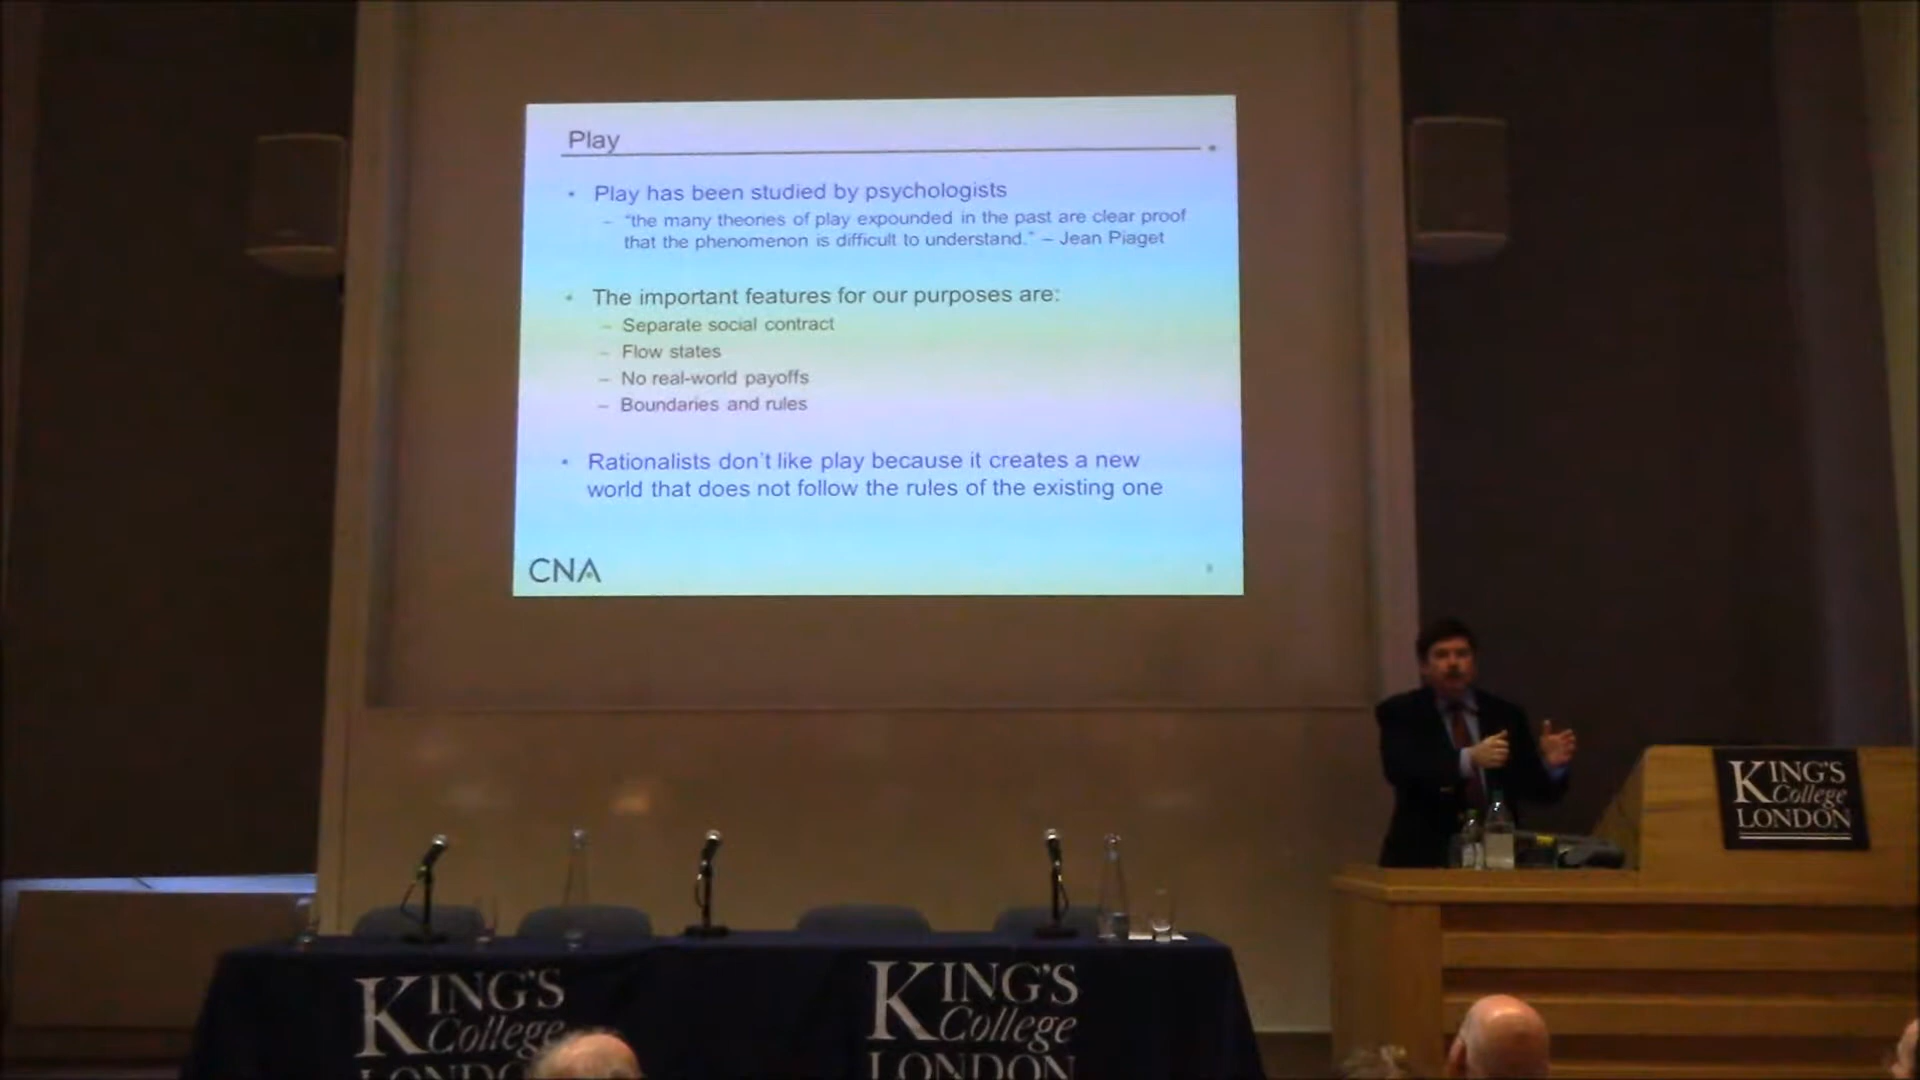 Play
• Play has been studied by psychologists
– "the many theories of play expounded in the past are clear proof
that the phenomenon is difficult to understand." – Jean Piaget
• The important features for our purposes are:
– Separate social contract
– Flow states
– No real-world payoffs
– Boundaries and rules
• Rationalists don't like play because it creates a new
world that does not follow the rules of the existing one
CNA
KING'S
College
LONDON
KING'S
College
LONDON
KING'S
College
LONDON